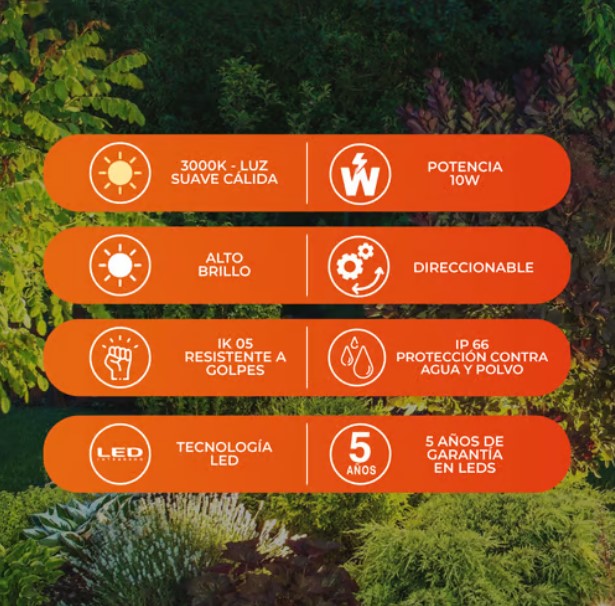 3000K - LUZ
SUAVE CÁLIDA
W
POTENCIA
10W
ALTO
BRILLO
DIRECCIONABLE
IK 05
RESISTENTE A
GOLPES
IP 66
PROTECCIÓN CONTRA
AGUA Y POLVO
LED
INTEGRADO
TECNOLOGÍA
LED
5
AÑOS
5 AÑOS DE
GARANTÍA
EN LEDS